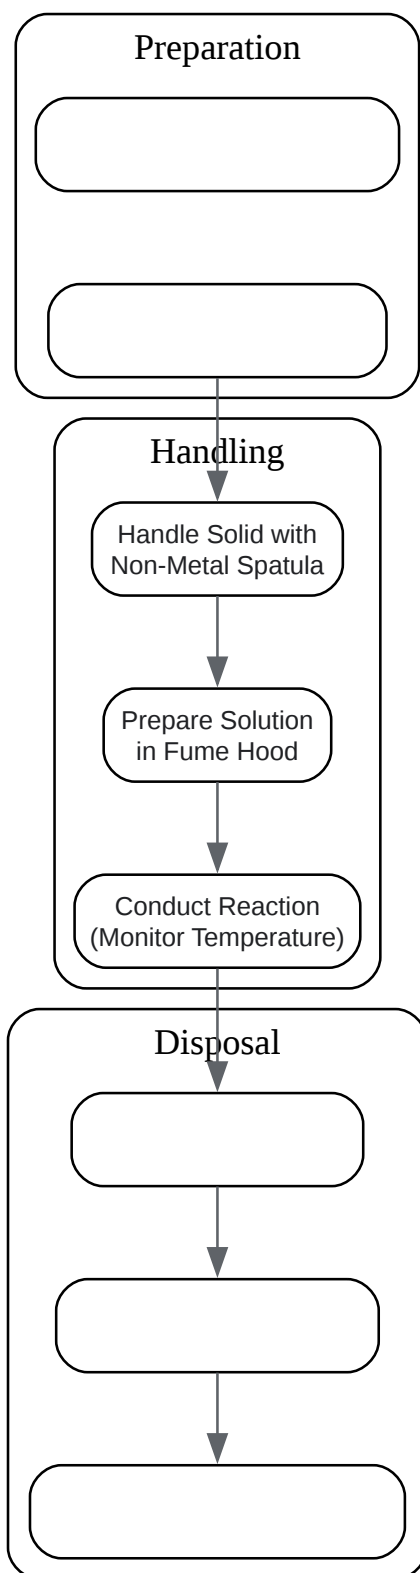 Preparation
Handling
Handle Solid with
Non-Metal Spatula
Prepare Solution
in Fume Hood
Conduct Reaction
(Monitor Temperature)
Disposal